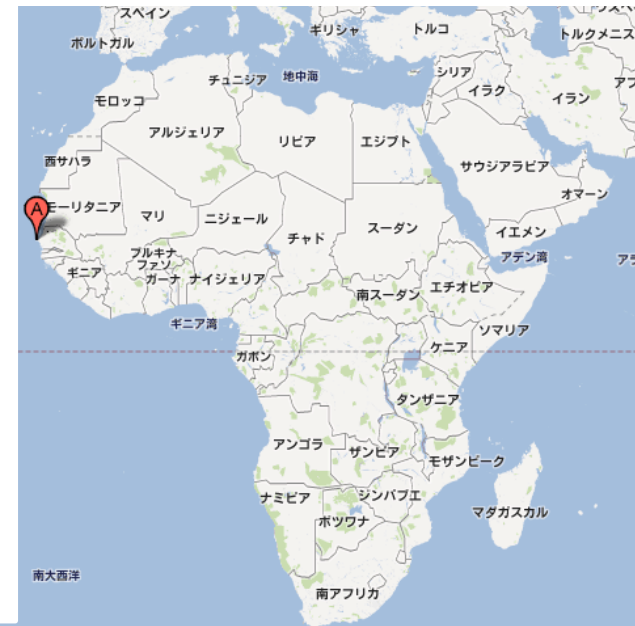 スペイン
ポルトガル
ギリシャ
トルコ
トルクメニス
チュニジア
地中海
シリア
イラク
イラン
アフ
モロッコ
アルジェリア
リビア
エジプト
西サハラ
サウジアラビア
オマーン
A
モーリタニア
マリ
ニジェール
チャド
スーダン
イエメン
アデン湾
アラ
ブルキナ
ファソ
ギニア
ガーナ
ナイジェリア
南スーダン
エチオピア
ギニア湾
ソマリア
ガボン
ケニア
タンザニア
アンゴラ
ザンビア
モザンビーク
ナミビア
ジンバブエ
ボツワナ
マダガスカル
南大西洋
南アフリカ